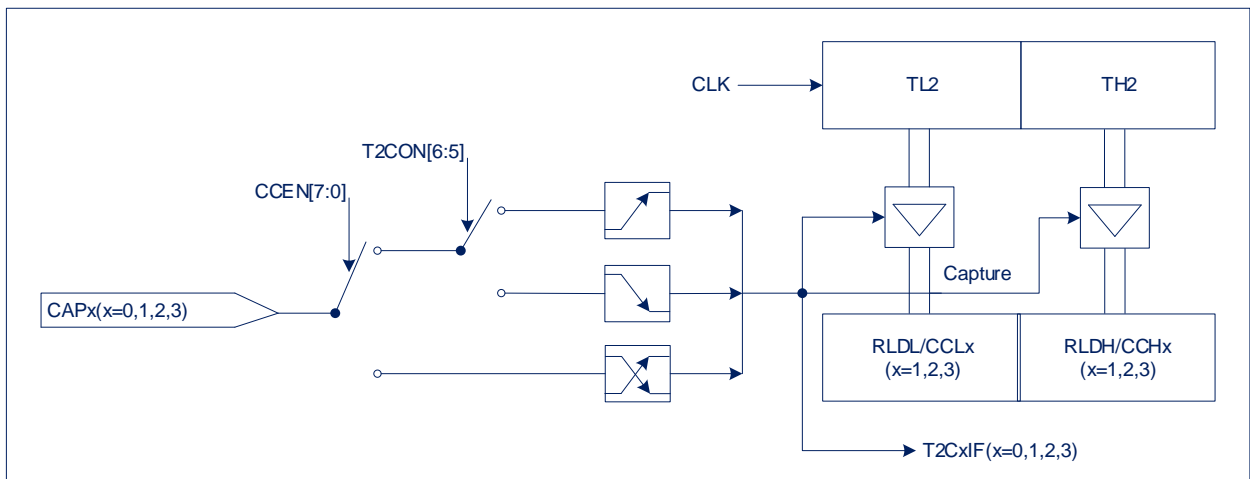 CLK
TL2
TH2
T2CON[6:5]
CCEN[7:0]
Capture
CAPx(x=0,1,2,3)
RLDL/CCLx
(x=1,2,3)
RLDH/CCHx
(x=1,2,3)
T2CxIF(x=0,1,2,3)